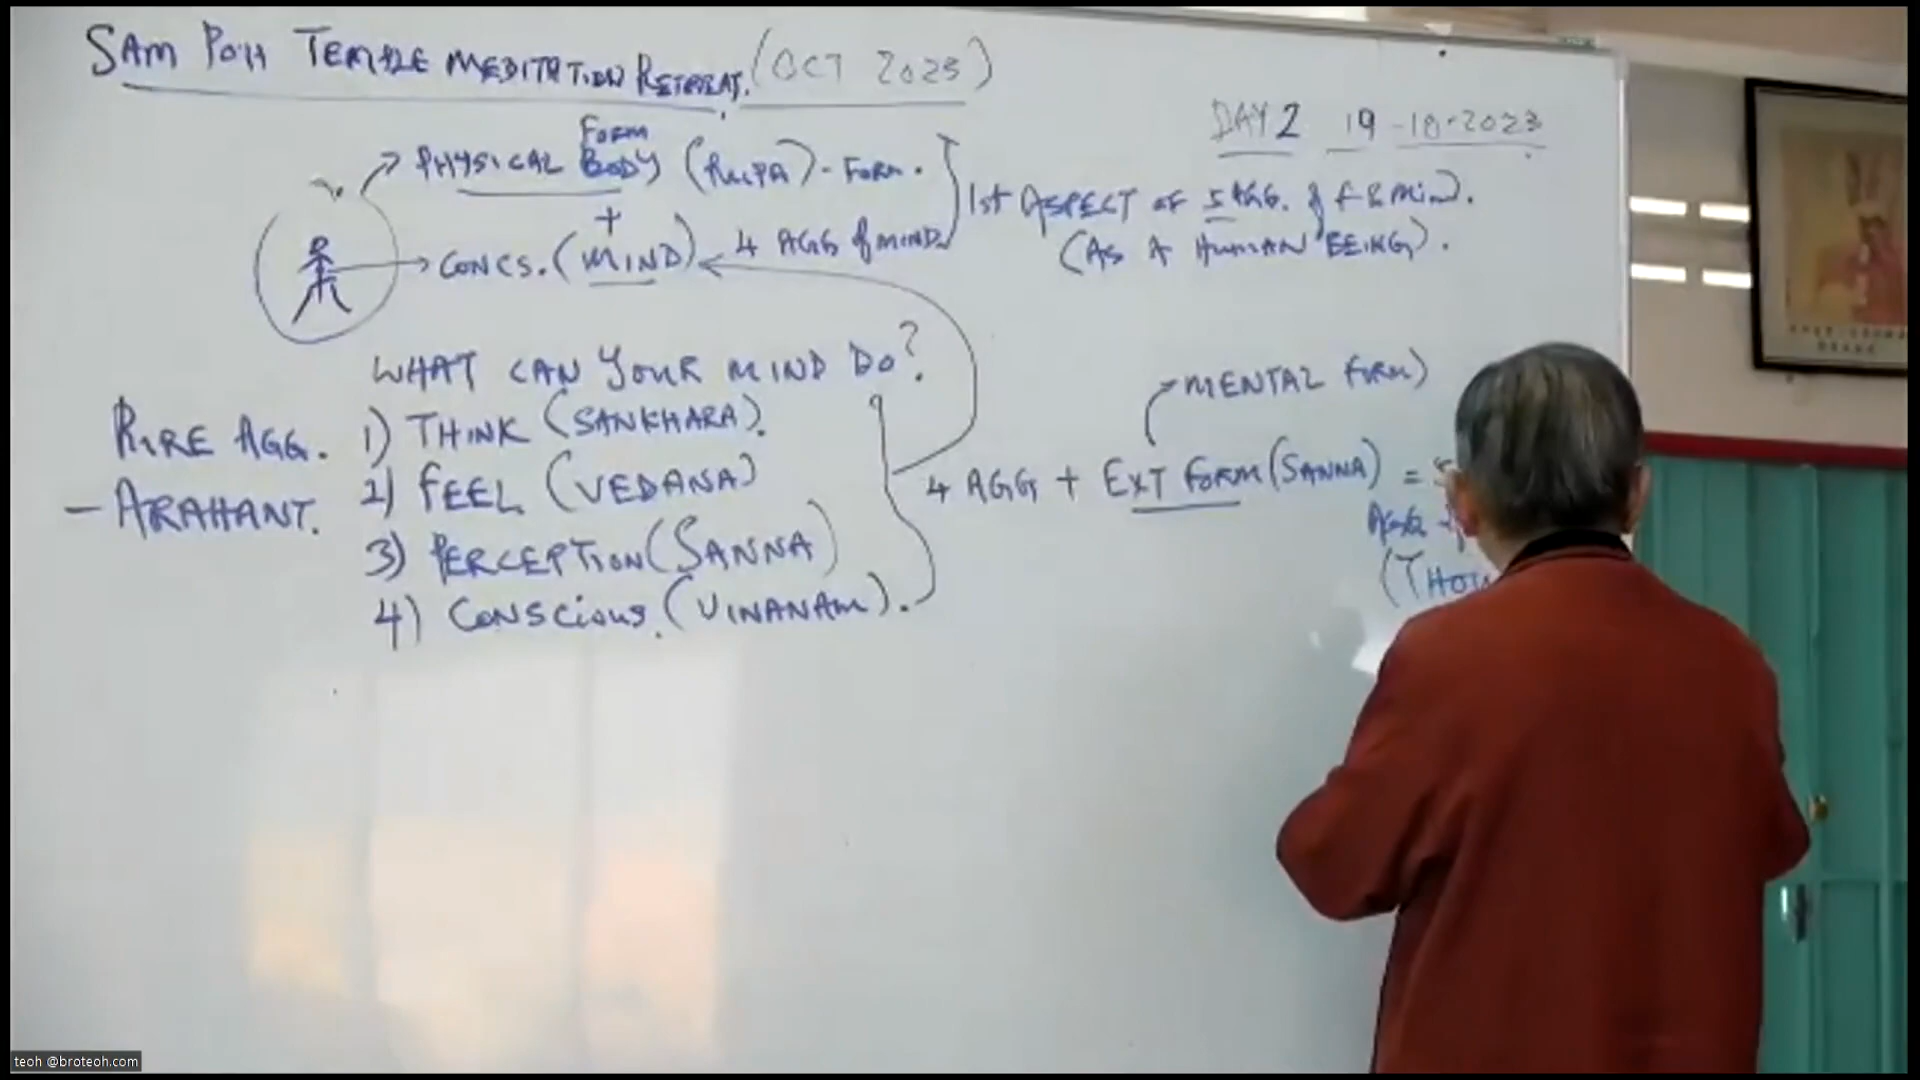 SAM POH TEMPLE MEDITATION RETREAT. (OCT 2023)
DAY 2 19-10-2023
FORM
PHYSICAL BODY (RUPA) - FORM.
+
CONCS. (MIND) 4 AGG of MIND
1st ASPECT OF 5 AGG. of F & MIND.
(AS A HUMAN BEING).
WHAT CAN YOUR MIND DO?
PURE AGG.
- ARAHANT.
1) THINK (SANKHARA).
2) FEEL (VEDANA)
3) PERCEPTION (SANNA)
4) CONSCIOUS. (VINANAM).
MENTAL FORM)
4 AGG + EXT FORM (SANNA) =
teoh @broteoh.com